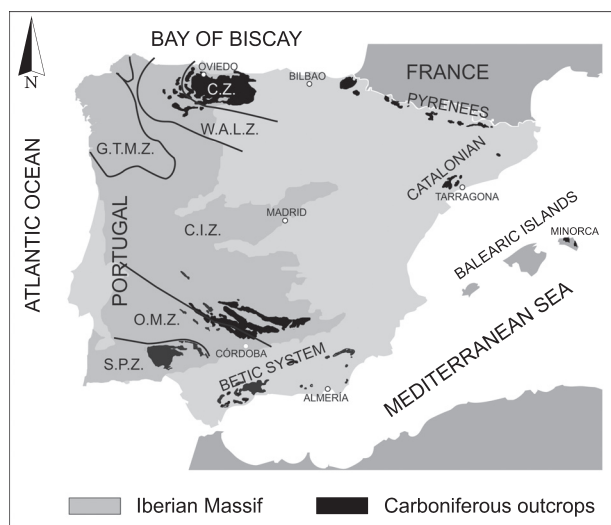 BAY OF BISCAY
OVIEDO
BILBAO
FRANCE
N
C.Z.
PYRENEES
W.A.L.Z.
G.T.M.Z.
CATALONIAN
TARRAGONA
ATLANTIC OCEAN
PORTUGAL
MADRID
C.I.Z.
BALEARIC ISLANDS
MINORCA
O.M.Z.
CÓRDOBA
S.P.Z.
BETIC SYSTEM
ALMERÍA
MEDITERRANEAN SEA
Iberian Massif
Carboniferous outcrops